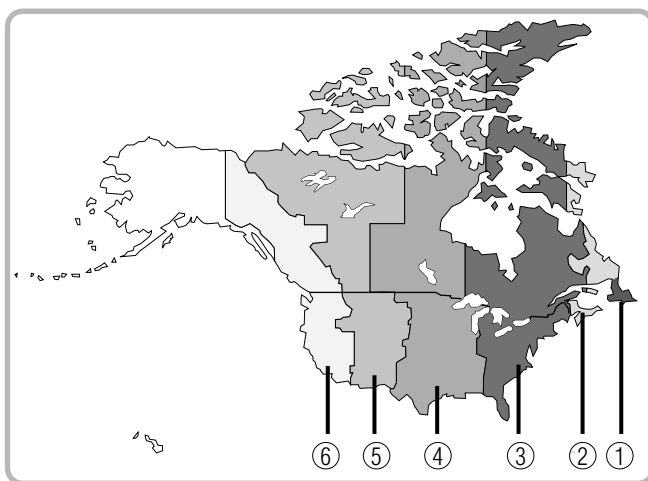 ⑥ ⑤ ④ ③ ② ①